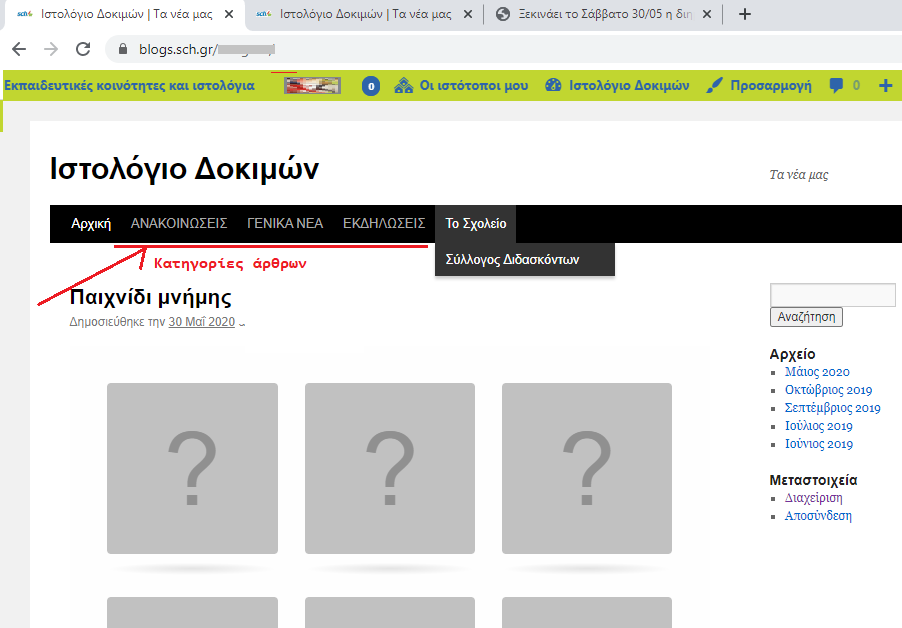 Ιστολόγιο Δοκιμών | Τα νέα μας
Ιστολόγιο Δοκιμών | Τα νέα μας
Ξεκινάει το Σάββατο 30/05 η διη
blogs.sch.gr/
Εκπαιδευτικές κοινότητες και ιστολόγια
0
Οι ιστότοποι μου
Ιστολόγιο Δοκιμών
Προσαρμογή
0
Ιστολόγιο Δοκιμών
Τα νέα μας
Αρχική ΑΝΑΚΟΙΝΩΣΕΙΣ ΓΕΝΙΚΑ ΝΕΑ ΕΚΔΗΛΩΣΕΙΣ Το Σχολείο
Σύλλογος Διδασκόντων
Κατηγορίες άρθρων
Παιχνίδι μνήμης
Δημοσιεύθηκε την 30 Μαΐ 2020
? ? ?
Αναζήτηση
Αρχείο
Μάιος 2020
Οκτώβριος 2019
Σεπτέμβριος 2019
Ιούλιος 2019
Ιούνιος 2019
Μεταστοιχεία
Διαχείριση
Αποσύνδεση